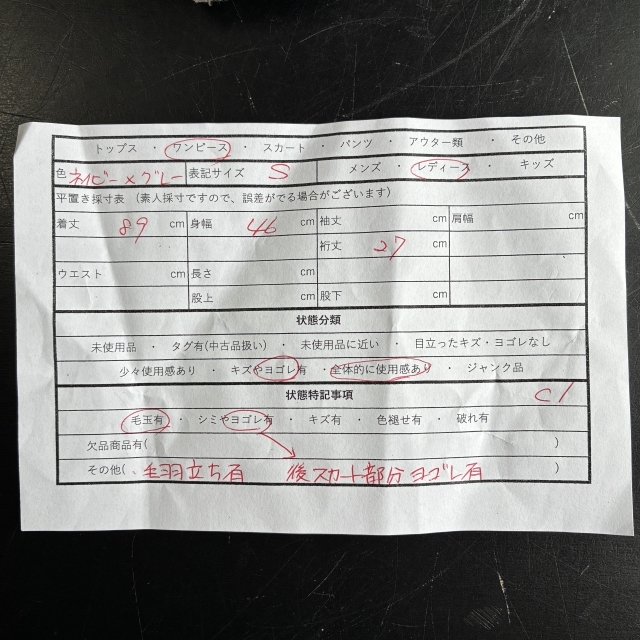 トップス ・ ワンピース ・ スカート ・ パンツ ・ アウター類 ・ その他
色 ネイビー×グレー 表記サイズ S メンズ ・ レディース ・ キッズ
平置き採寸表 (素人採寸ですので、誤差がでる場合がございます)
着丈 89 cm 身幅 46 cm 袖丈 cm 肩幅 cm
裄丈 27 cm
ウエスト cm 長さ cm
股上 cm 股下 cm
状態分類
未使用品 ・ タグ有(中古品扱い) ・ 未使用品に近い ・ 目立ったキズ・ヨゴレなし
少々使用感あり ・ キズやヨゴレ有 ・ 全体的に使用感あり ・ ジャンク品
状態特記事項 C1
毛玉有 ・ シミやヨゴレ有 ・ キズ有 ・ 色褪せ有 ・ 破れ有
欠品商品有( )
その他( 毛羽立ち有 後スカート部分ヨゴレ有 )